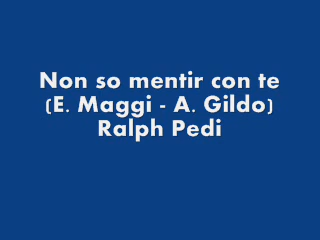 Non so mentir con te
(E. Maggi - A. Gildo)
Ralph Pedi